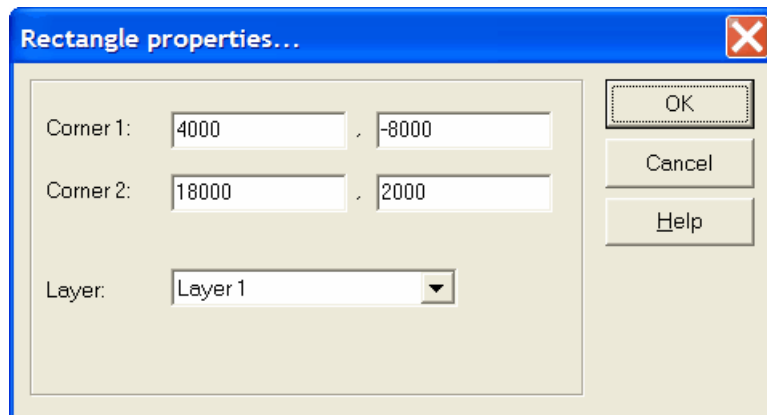 Rectangle properties...
Corner 1: 4000 , -8000
OK
Corner 2: 18000 , 2000
Cancel
Help
Layer: Layer 1